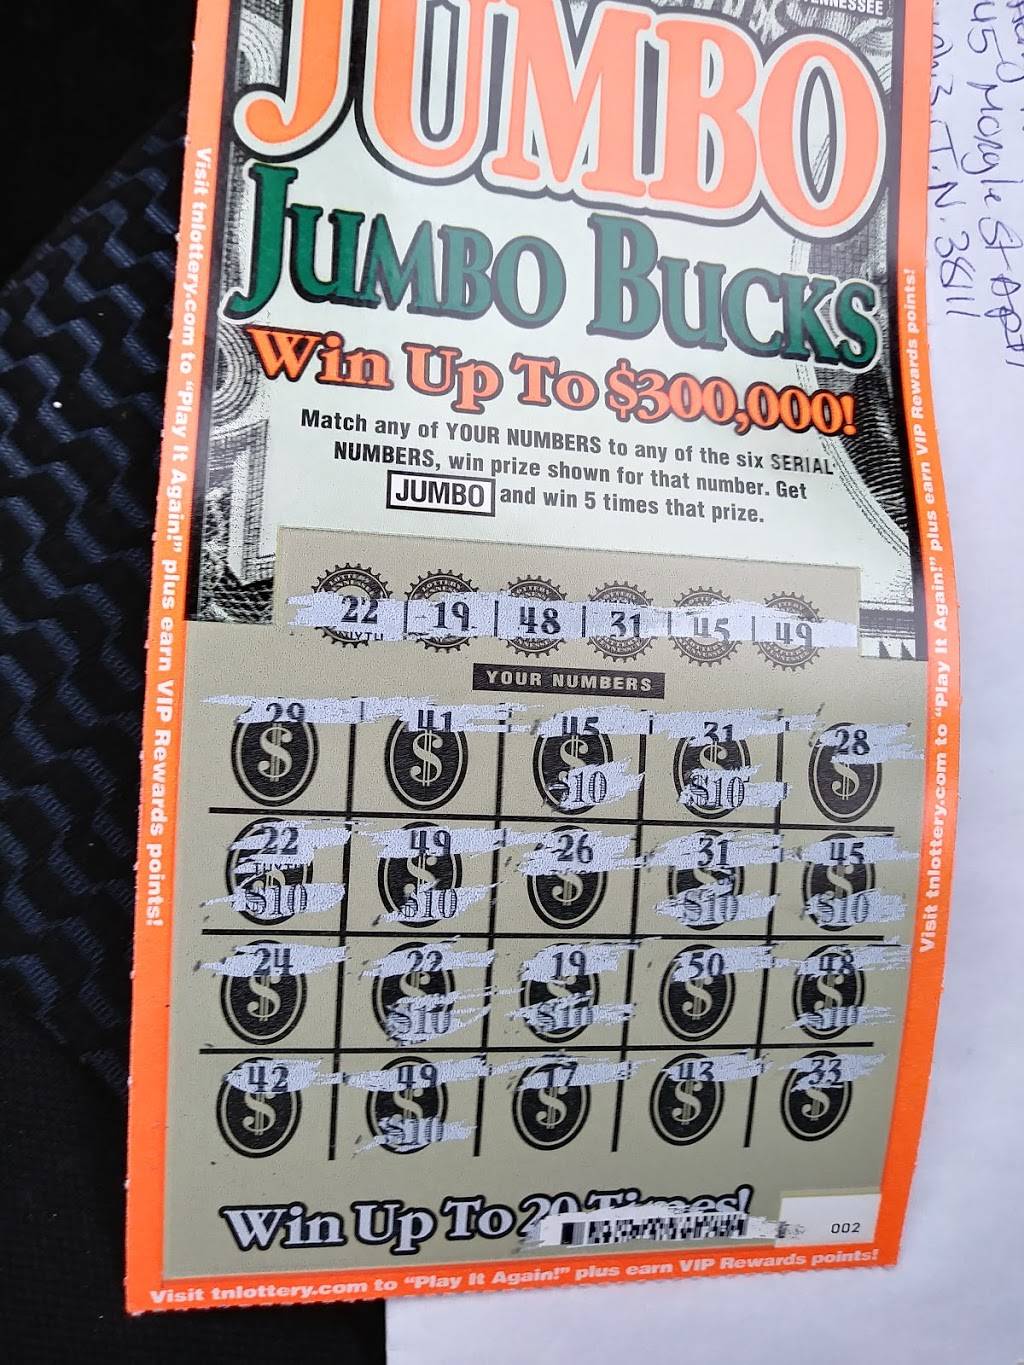 TENNESSEE
JUMBO
JUMBO BUCKS
Win Up To $300,000!
Match any of YOUR NUMBERS to any of the six SERIAL
NUMBERS, win prize shown for that number. Get
JUMBO and win 5 times that prize.
22 19 48 31 45 49
YOUR NUMBERS
29 41 45 31 28
$10 $10
22 49 26 31 45
$10 $10 $10 $10
24 22 19 50 48
$10 $10 $10
42 49 17 43 33
$10
Win Up To 20 Times!
002
Visit tnlottery.com to "Play It Again!" plus earn VIP Rewards points!
Visit tnlottery.com to "Play It Again!" plus earn VIP Rewards points!
Visit tnlottery.com to "Play It Again!" plus earn VIP Rewards points!
T.N. 3811